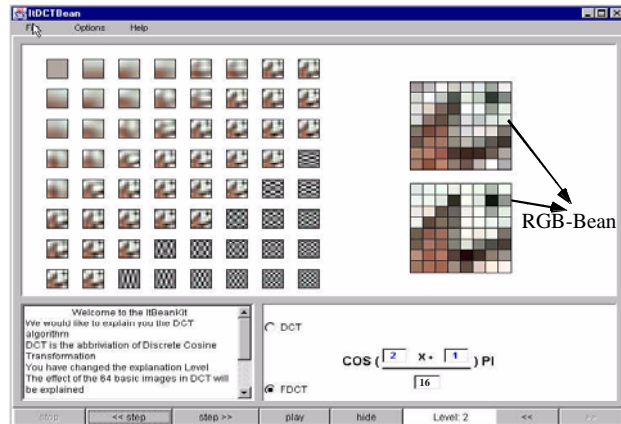 ItDCTBean
Options Help
RGB-Bean
Welcome to the ItBeanKit
We would like to explain you the DCT
algorithm
DCT is the abbriviation of Discrete Cosine
Transformation
You have changed the explanation Level
The effect of the 64 basic images in DCT will
be explained
DCT
COS ( 2 X + 1 ) PI
16
FDCT
stop << step step >> play hide Level: 2 << >>